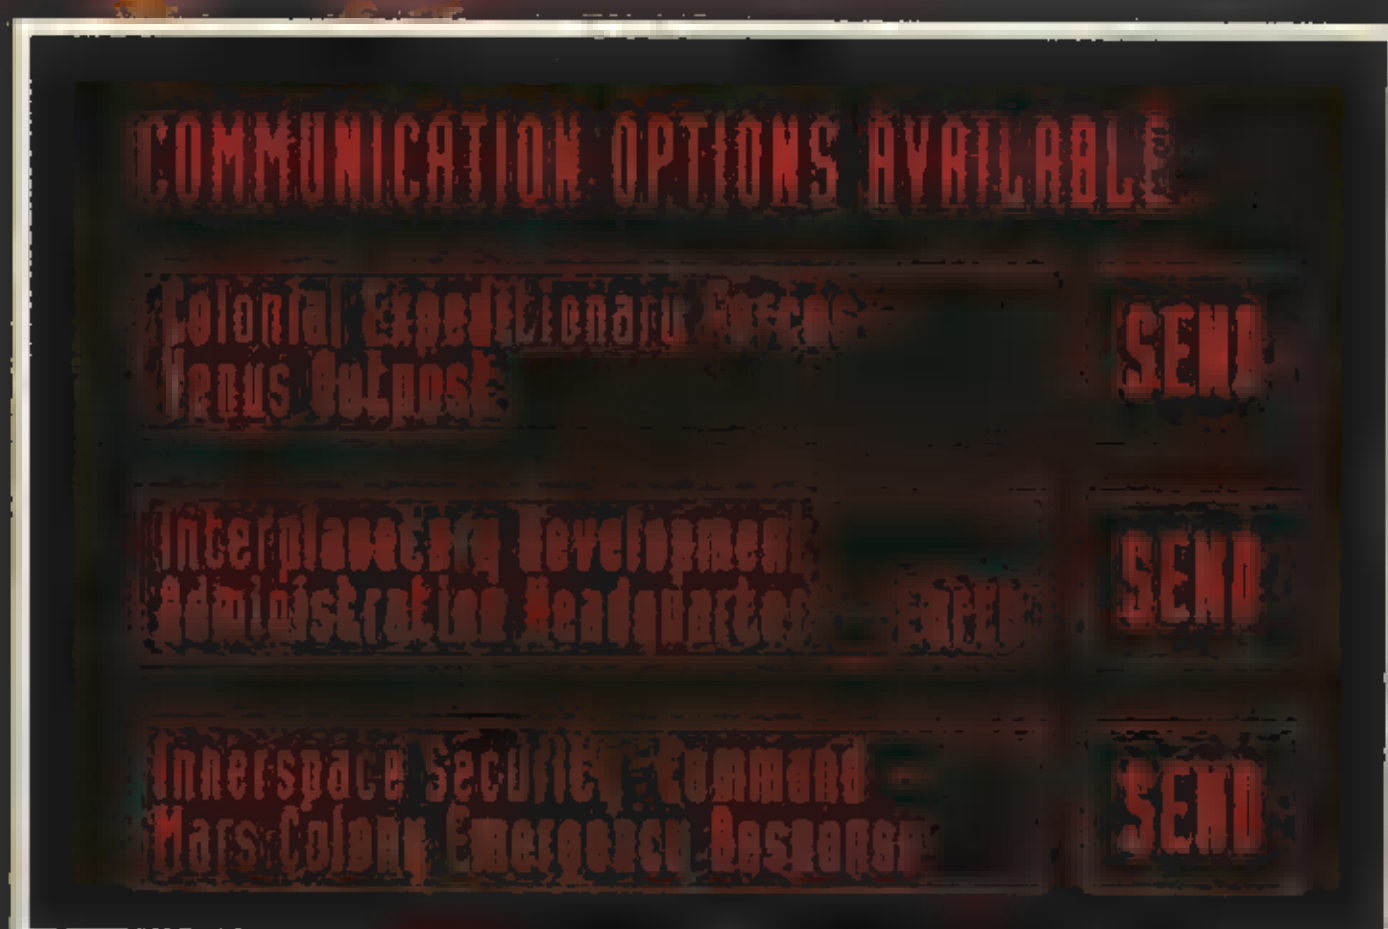 COMMUNICATION OPTIONS AVAILABLE
Colonial Expeditionary Forces
Venus Outpost
SEND
Interplanetary Development
Administration Headquarters
SEND
Innerspace Security Command
Mars Colony Emergency Response
SEND